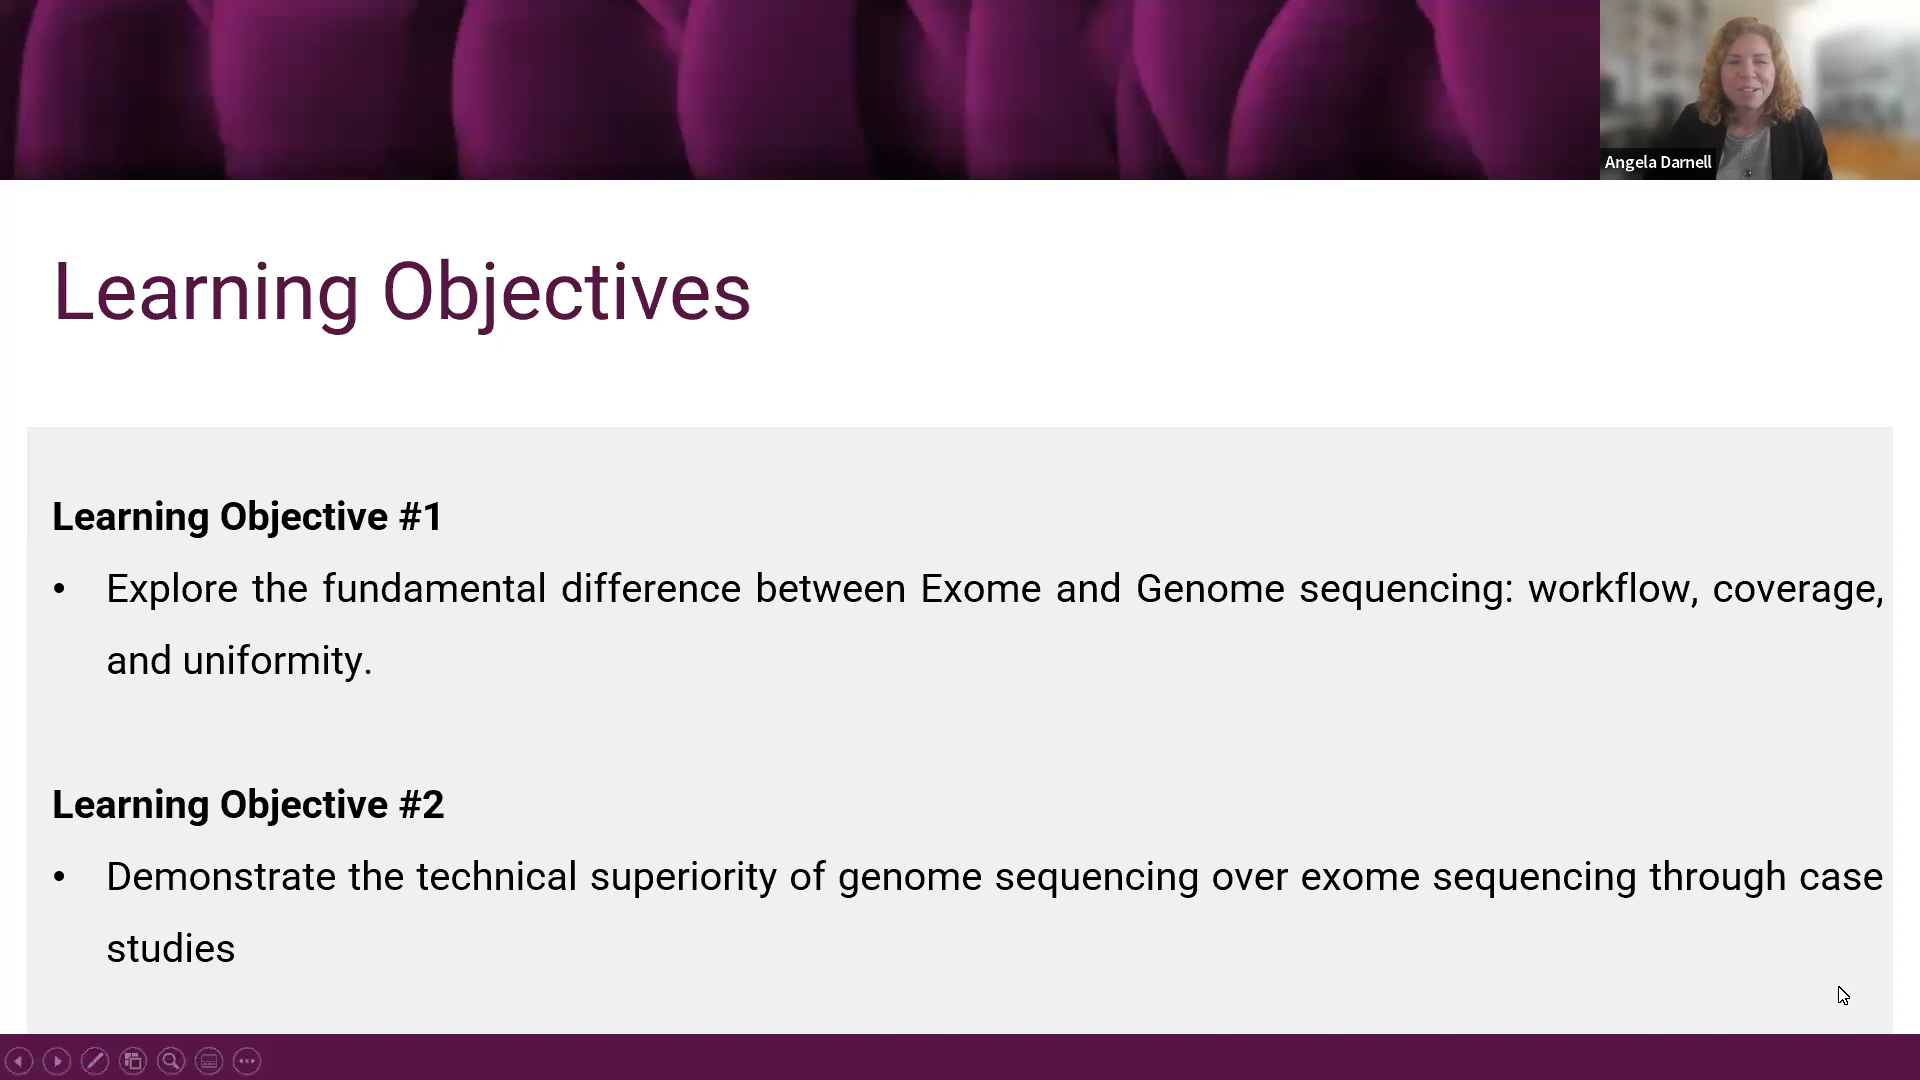 Angela Darnell
Learning Objectives
Learning Objective #1
• Explore the fundamental difference between Exome and Genome sequencing: workflow, coverage,
and uniformity.
Learning Objective #2
• Demonstrate the technical superiority of genome sequencing over exome sequencing through case
studies